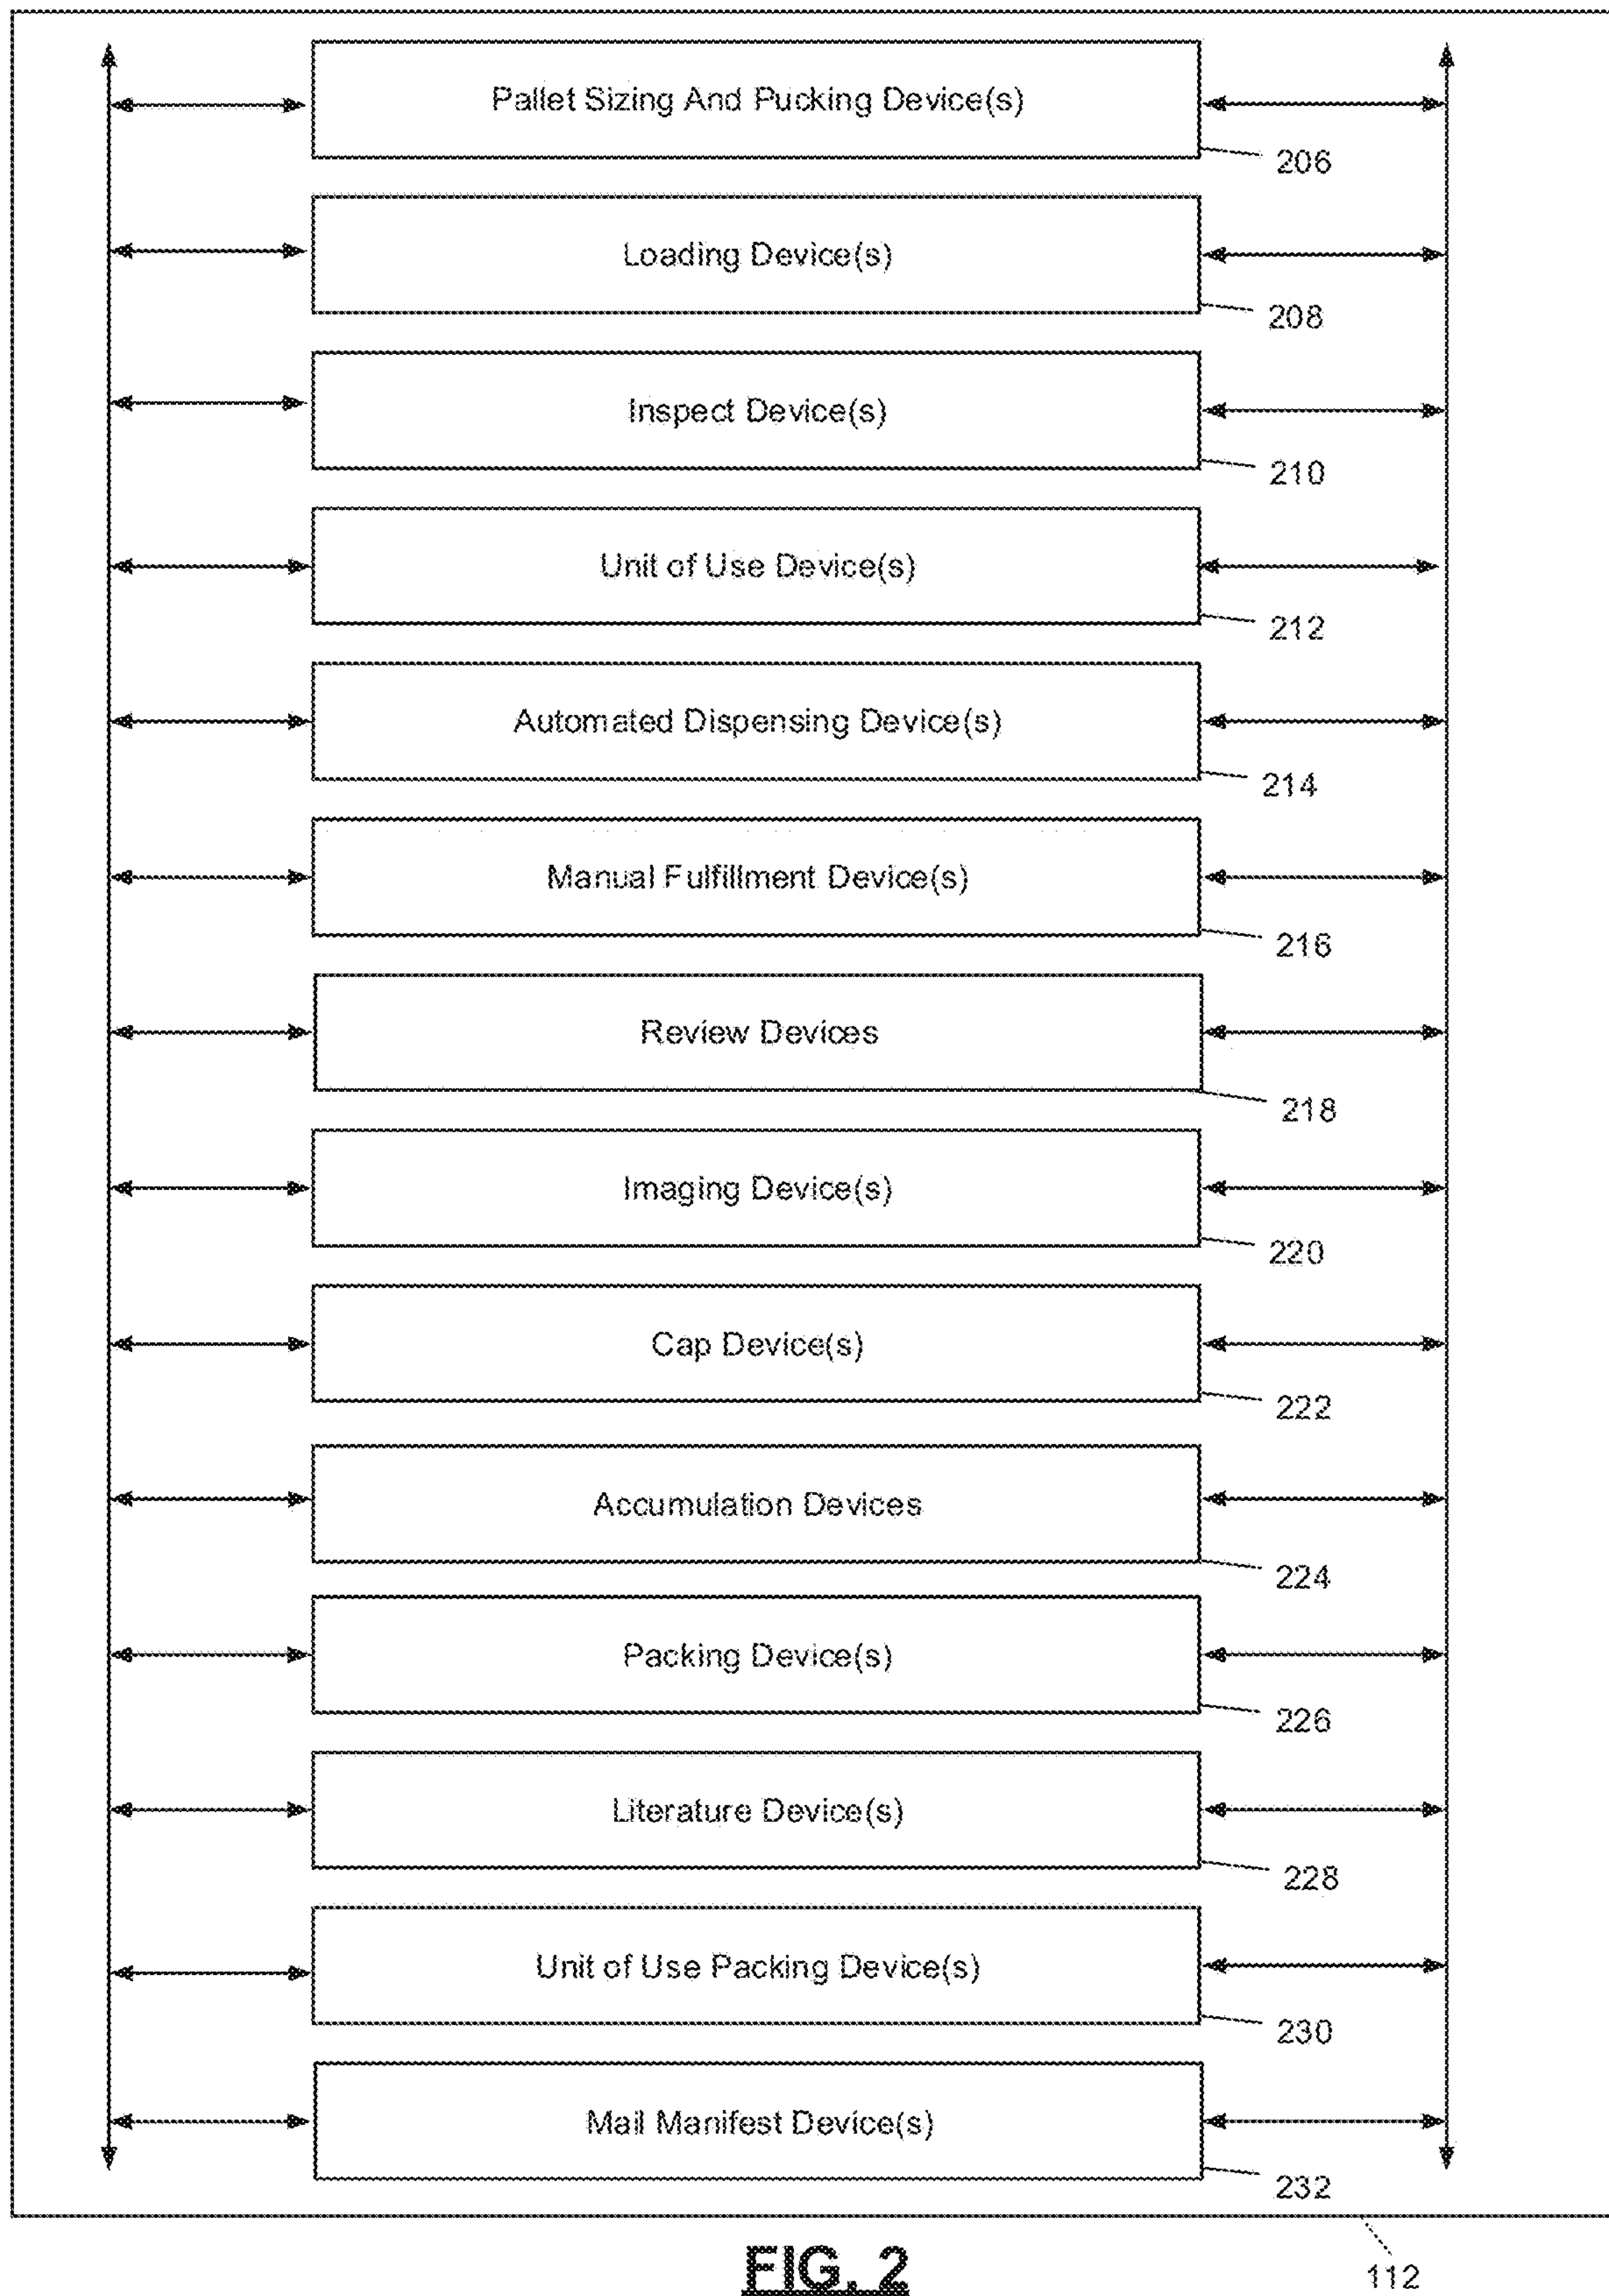 Pallet Sizing And Pucking Device(s)
206
Loading Device(s)
208
Inspect Device(s)
210
Unit of Use Device(s)
212
Automated Dispensing Device(s)
214
Manual Fulfillment Device(s)
216
Review Devices
218
Imaging Device(s)
220
Cap Device(s)
222
Accumulation Devices
224
Packing Device(s)
226
Literature Device(s)
228
Unit of Use Packing Device(s)
230
Mail Manifest Device(s)
232
FIG. 2
112